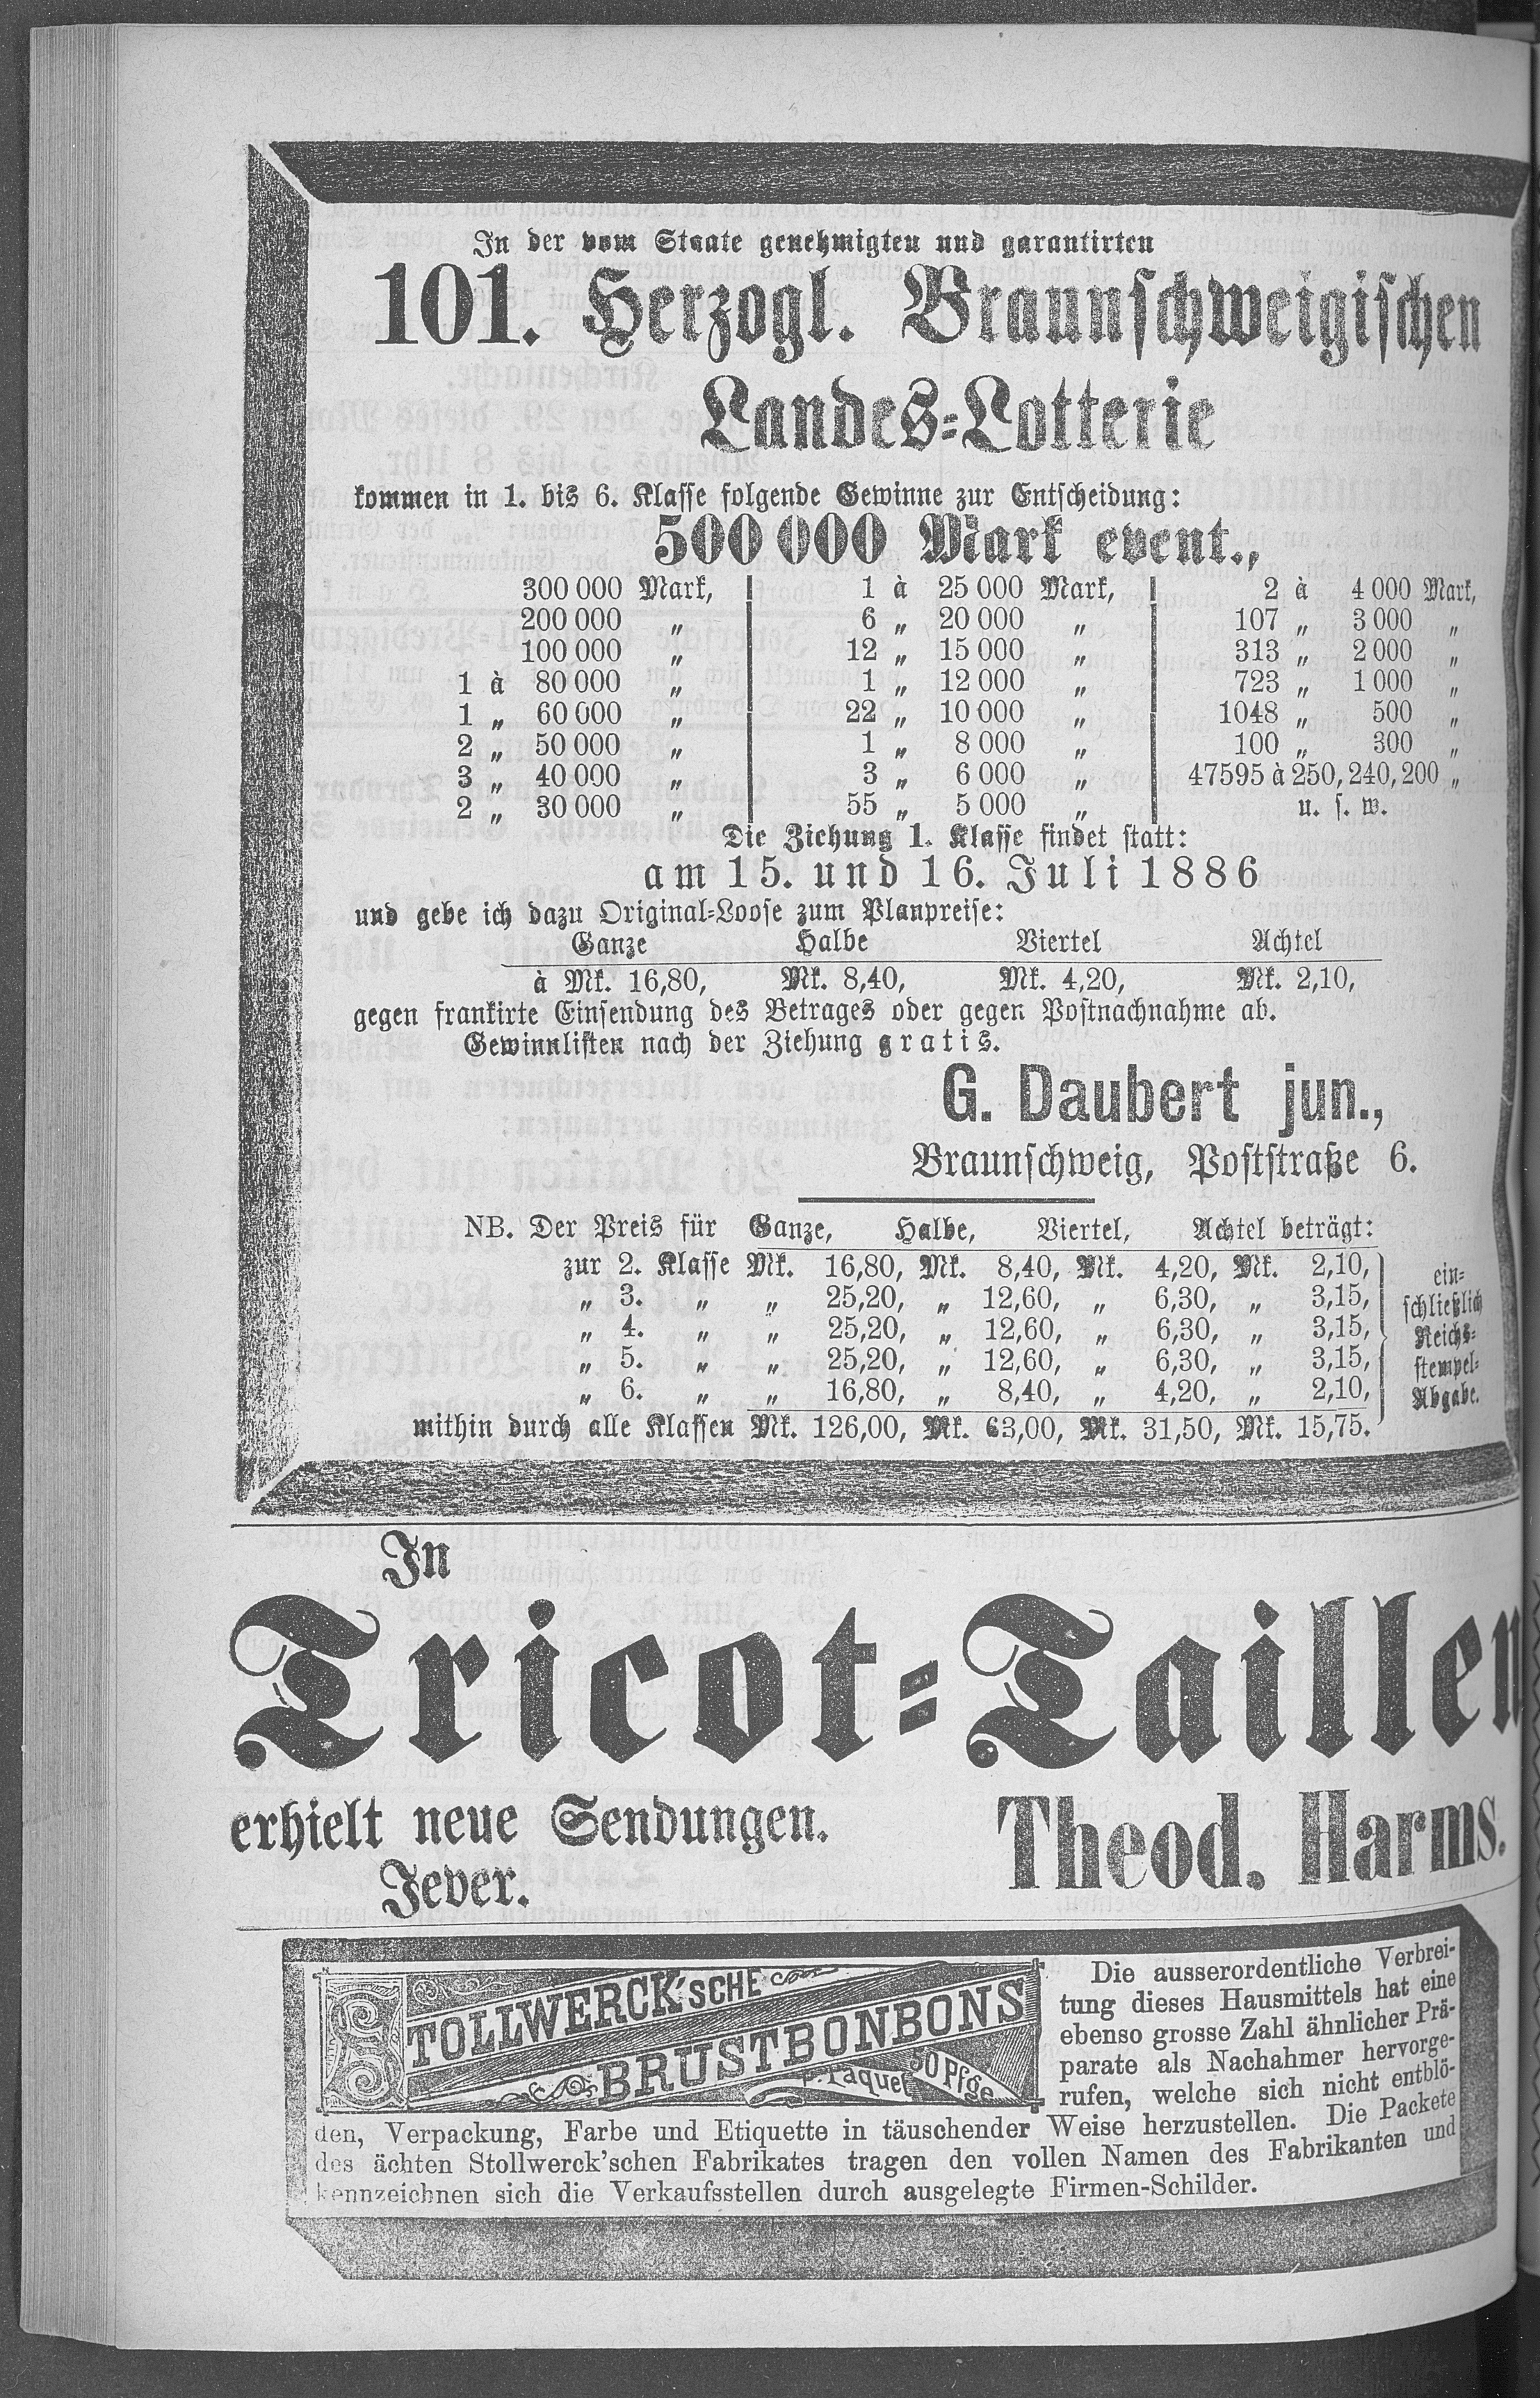 In der vom Staate genehmigten und garantirten
101. Herzogl. Braunschweigischen
Landes-Lotterie
kommen in 1. bis 6. Klasse folgende Gewinne zur Entscheidung:
500 000 Mark event.,
300 000 Mark, | 1 à 25 000 Mark, | 2 à 4 000 Mark,
200 000 „ | 6 „ 20 000 „ | 107 „ 3 000 „
100 000 „ | 12 „ 15 000 „ | 313 „ 2 000 „
1 à 80 000 „ | 1 „ 12 000 „ | 723 „ 1 000 „
1 „ 60 000 „ | 22 „ 10 000 „ | 1048 „ 500 „
2 „ 50 000 „ | 1 „ 8 000 „ | 100 „ 300 „
3 „ 40 000 „ | 3 „ 6 000 „ | 47595 à 250, 240, 200 „
2 „ 30 000 „ | 55 „ 5 000 „ | u. s. w.
Die Ziehung 1. Klasse findet statt:
am 15. und 16. Juli 1886
und gebe ich dazu Original-Loose zum Planpreise:
Ganze Halbe Viertel Achtel
à Mk. 16,80, Mk. 8,40, Mk. 4,20, Mk. 2,10,
gegen frankirte Einsendung des Betrages oder gegen Postnachnahme ab.
Gewinnlisten nach der Ziehung gratis.
G. Daubert jun.,
Braunschweig, Poststraße 6.
NB. Der Preis für Ganze, Halbe, Viertel, Achtel beträgt:
zur 2. Klasse Mk. 16,80, Mk. 8,40, Mk. 4,20, Mk. 2,10,
„ 3. „ „ 25,20, „ 12,60, „ 6,30, „ 3,15,
„ 4. „ „ 25,20, „ 12,60, „ 6,30, „ 3,15,
„ 5. „ „ 25,20, „ 12,60, „ 6,30, „ 3,15,
„ 6. „ „ 16,80, „ 8,40, „ 4,20, „ 2,10,
ein-
schließlich
Reichs-
stempel-
Abgabe.
mithin durch alle Klassen Mk. 126,00, Mk. 63,00, Mk. 31,50, Mk. 15,75.
In
Tricot-Taillen
erhielt neue Sendungen.
Jever.
Theod. Harms.
STOLLWERCK'SCHE
BRUSTBONBONS
p. Paquet 50 Pfge
Die ausserordentliche Verbrei-
tung dieses Hausmittels hat eine
ebenso grosse Zahl ähnlicher Prä-
parate als Nachahmer hervorge-
rufen, welche sich nicht entblö-
den, Verpackung, Farbe und Etiquette in täuschender Weise herzustellen. Die Packete
des ächten Stollwerck'schen Fabrikates tragen den vollen Namen des Fabrikanten und
kennzeichnen sich die Verkaufsstellen durch ausgelegte Firmen-Schilder.